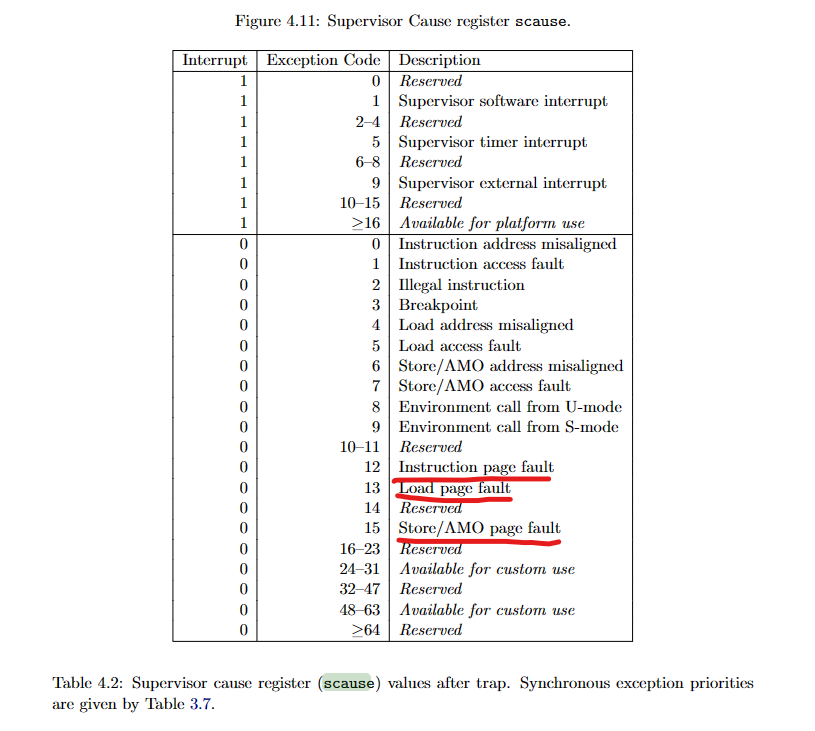 Figure 4.11: Supervisor Cause register scause.
Interrupt Exception Code Description
1 0 Reserved
1 1 Supervisor software interrupt
1 2–4 Reserved
1 5 Supervisor timer interrupt
1 6–8 Reserved
1 9 Supervisor external interrupt
1 10–15 Reserved
1 ≥16 Available for platform use
0 0 Instruction address misaligned
0 1 Instruction access fault
0 2 Illegal instruction
0 3 Breakpoint
0 4 Load address misaligned
0 5 Load access fault
0 6 Store/AMO address misaligned
0 7 Store/AMO access fault
0 8 Environment call from U-mode
0 9 Environment call from S-mode
0 10–11 Reserved
0 12 Instruction page fault
0 13 Load page fault
0 14 Reserved
0 15 Store/AMO page fault
0 16–23 Reserved
0 24–31 Available for custom use
0 32–47 Reserved
0 48–63 Available for custom use
0 ≥64 Reserved
Table 4.2: Supervisor cause register (scause) values after trap. Synchronous exception priorities
are given by Table 3.7.